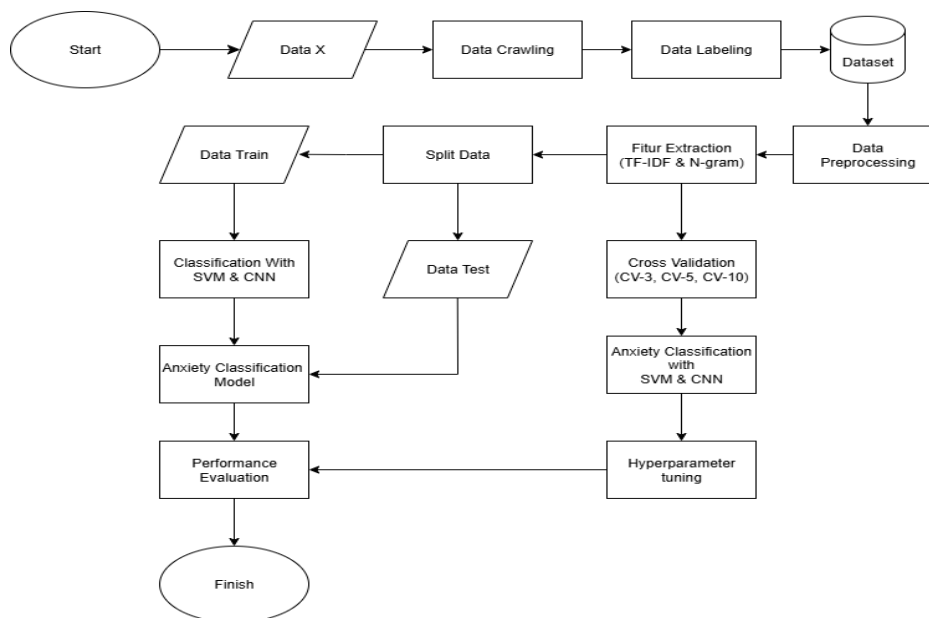 Start
Data X
Data Crawling
Data Labeling
Dataset
Data Train
Split Data
Fitur Extraction
(TF-IDF & N-gram)
Data
Preprocessing
Classification With
SVM & CNN
Data Test
Cross Validation
(CV-3, CV-5, CV-10)
Anxiety Classification
Model
Anxiety Classification
with
SVM & CNN
Performance
Evaluation
Hyperparameter
tuning
Finish